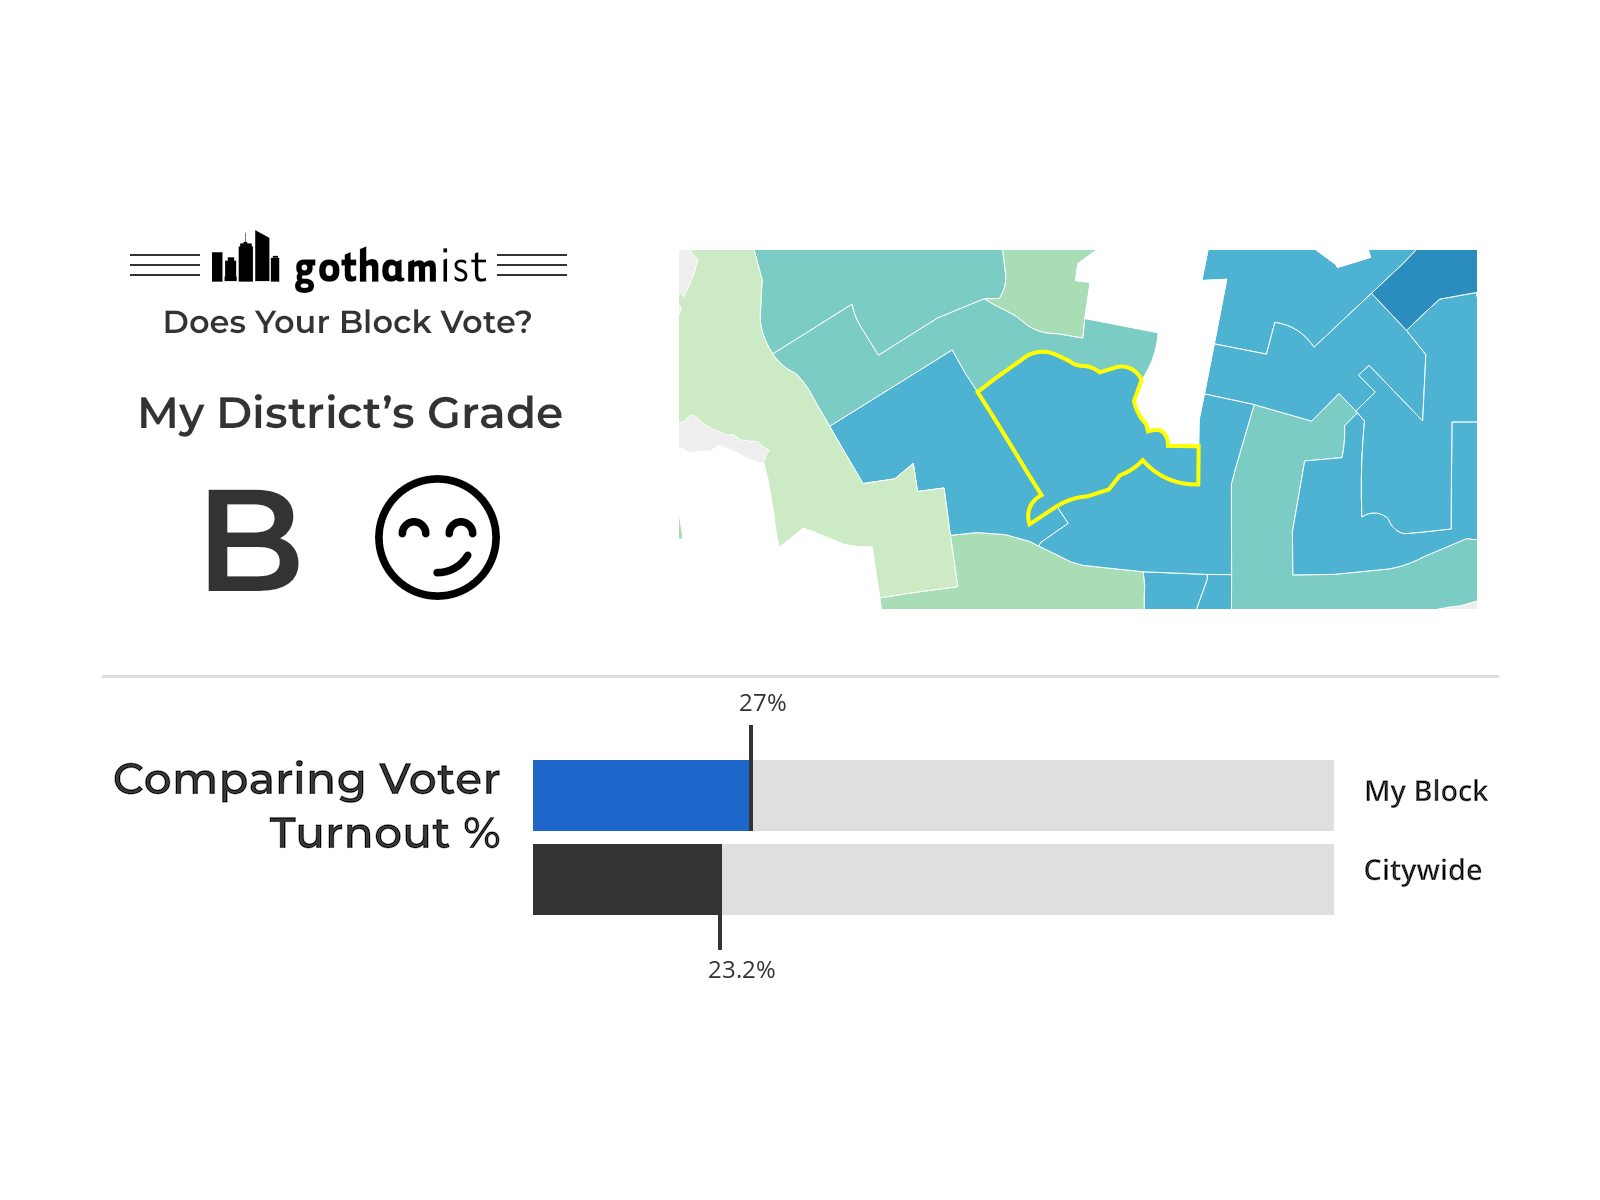 gothamist
Does Your Block Vote?
My District's Grade
B
27%
Comparing Voter
Turnout %
My Block
Citywide
23.2%